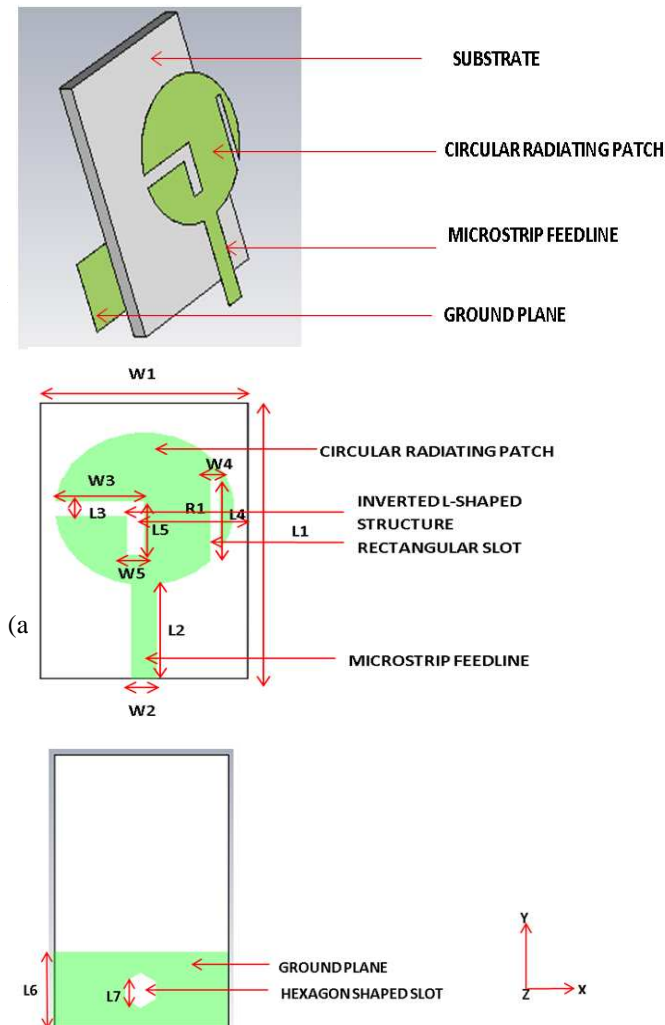 SUBSTRATE
CIRCULAR RADIATING PATCH
MICROSTRIP FEEDLINE
GROUND PLANE
W1
CIRCULAR RADIATING PATCH
W4
W3
R1
L4
L3
L5
INVERTED L-SHAPED
STRUCTURE
L1
RECTANGULAR SLOT
W5
(a
L2
MICROSTRIP FEEDLINE
W2
Y
GROUND PLANE
L6
L7
HEXAGON SHAPED SLOT
Z
X